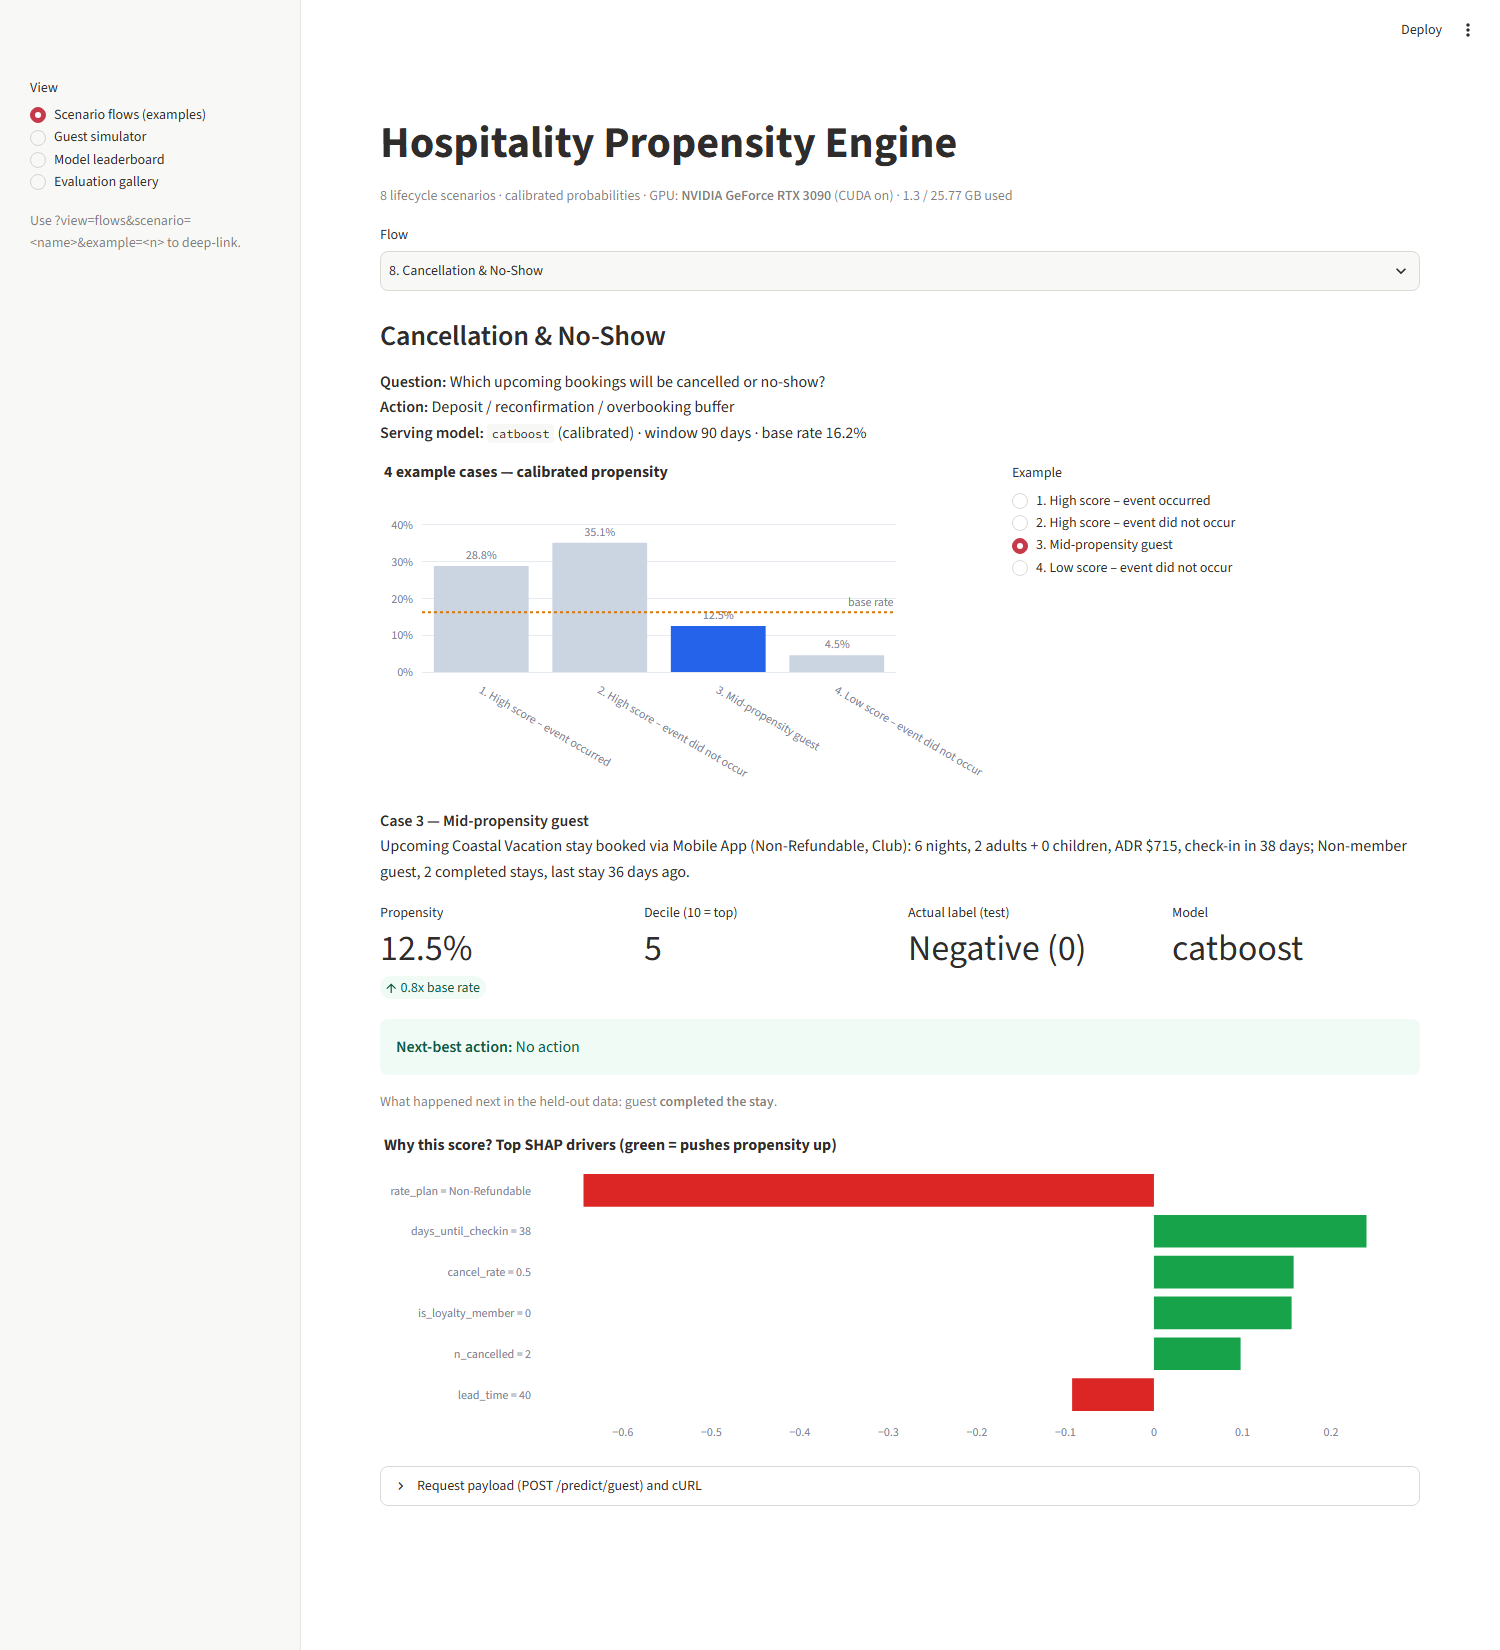 Deploy
View
Scenario flows (examples)
Guest simulator
Model leaderboard
Evaluation gallery
Use ?view=flows&scenario=
<name>&example=<n> to deep-link.
Hospitality Propensity Engine
8 lifecycle scenarios · calibrated probabilities · GPU: NVIDIA GeForce RTX 3090 (CUDA on) · 1.3 / 25.77 GB used
Flow
8. Cancellation & No-Show
Cancellation & No-Show
Question: Which upcoming bookings will be cancelled or no-show?
Action: Deposit / reconfirmation / overbooking buffer
Serving model: catboost (calibrated) · window 90 days · base rate 16.2%
4 example cases — calibrated propensity
40%
30%
20%
10%
0%
28.8%
35.1%
12.5%
4.5%
base rate
1. High score – event occurred
2. High score – event did not occur
3. Mid-propensity guest
4. Low score – event did not occur
Example
1. High score – event occurred
2. High score – event did not occur
3. Mid-propensity guest
4. Low score – event did not occur
Case 3 — Mid-propensity guest
Upcoming Coastal Vacation stay booked via Mobile App (Non-Refundable, Club): 6 nights, 2 adults + 0 children, ADR $715, check-in in 38 days; Non-member
guest, 2 completed stays, last stay 36 days ago.
Propensity
12.5%
↑ 0.8x base rate
Decile (10 = top)
5
Actual label (test)
Negative (0)
Model
catboost
Next-best action: No action
What happened next in the held-out data: guest completed the stay.
Why this score? Top SHAP drivers (green = pushes propensity up)
rate_plan = Non-Refundable
days_until_checkin = 38
cancel_rate = 0.5
is_loyalty_member = 0
n_cancelled = 2
lead_time = 40
−0.6 −0.5 −0.4 −0.3 −0.2 −0.1 0 0.1 0.2
Request payload (POST /predict/guest) and cURL